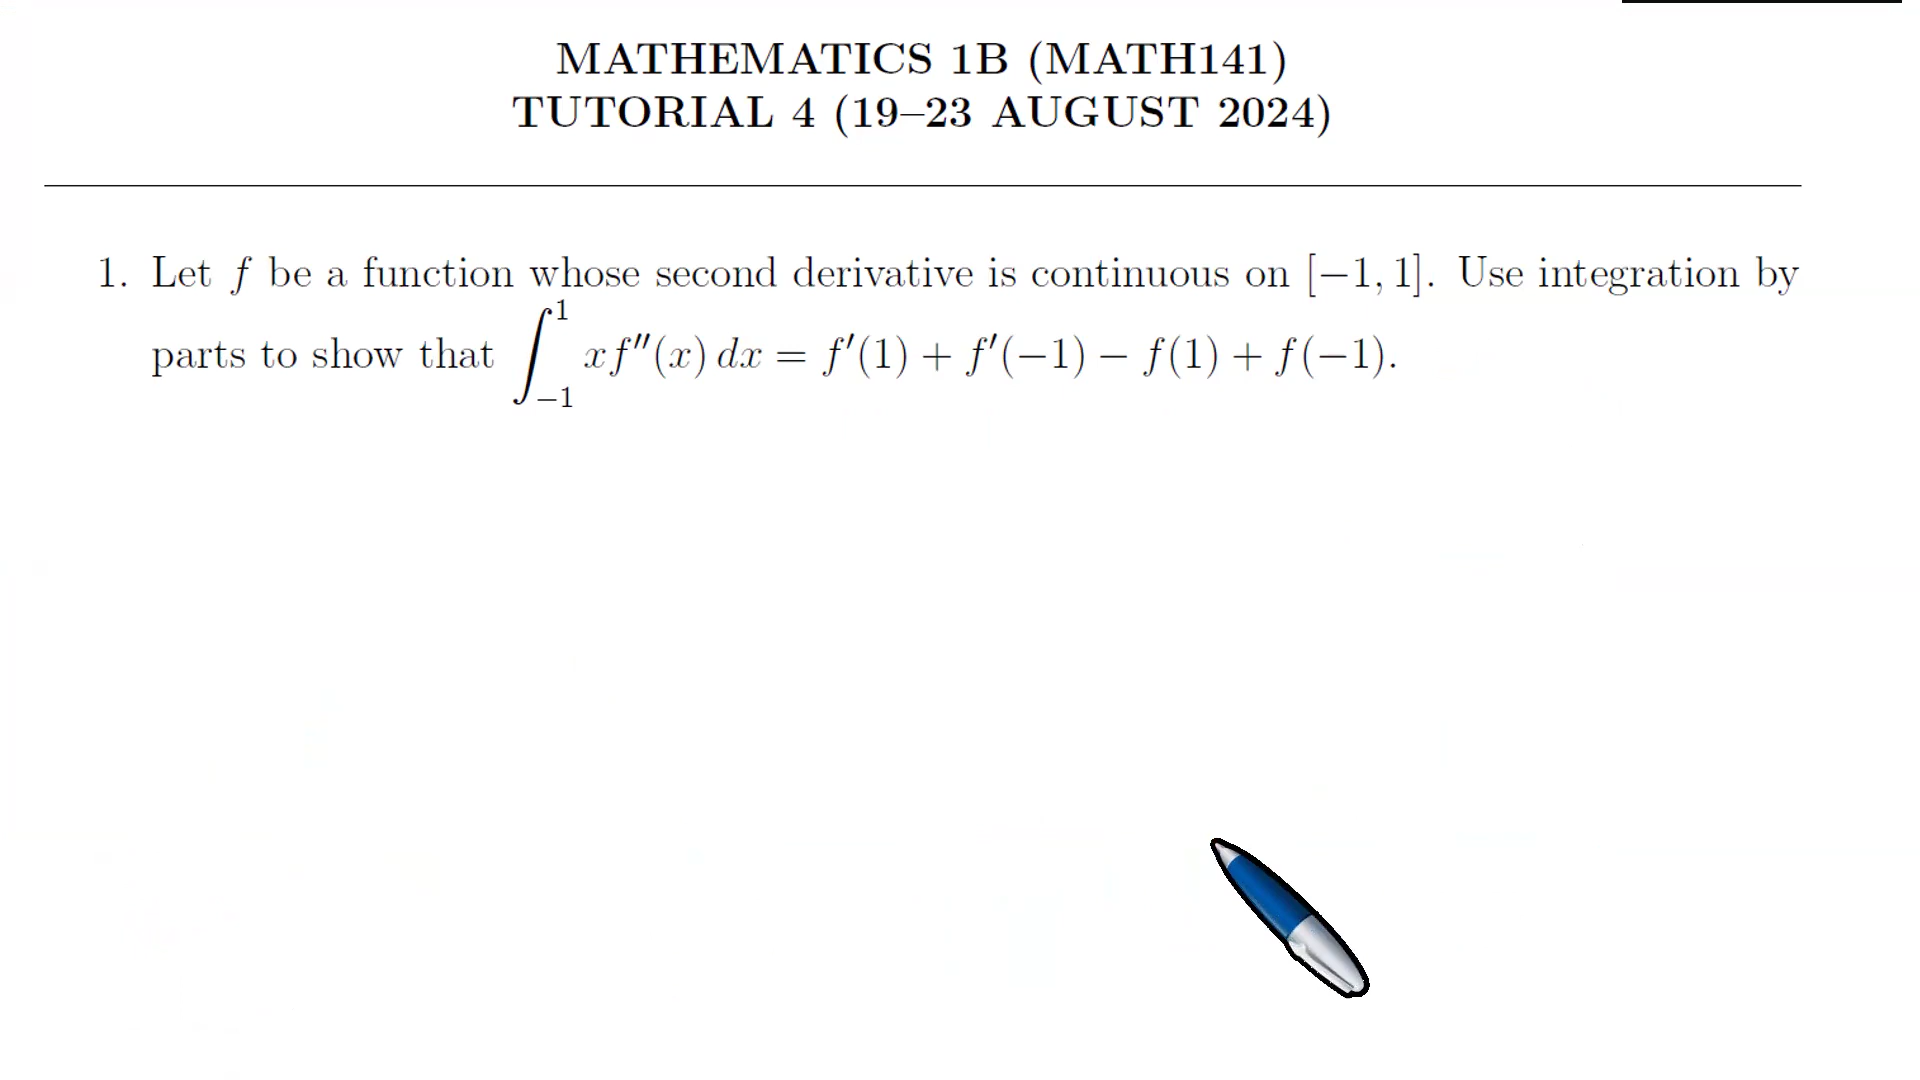 MATHEMATICS 1B (MATH141)
TUTORIAL 4 (19–23 AUGUST 2024)
1. Let f be a function whose second derivative is continuous on [−1, 1]. Use integration by
parts to show that ∫_{−1}^{1} x f″(x) dx = f′(1) + f′(−1) − f(1) + f(−1).